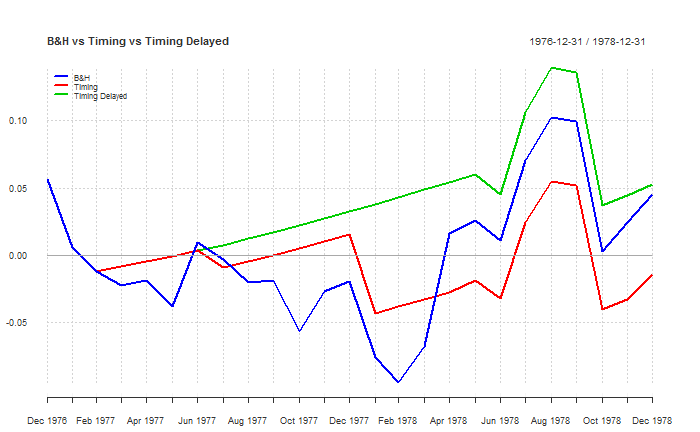 B&H vs Timing vs Timing Delayed
1976-12-31 / 1978-12-31
B&H
Timing
Timing Delayed
0.10
0.05
0.00
-0.05
Dec 1976 Feb 1977 Apr 1977 Jun 1977 Aug 1977 Oct 1977 Dec 1977 Feb 1978 Apr 1978 Jun 1978 Aug 1978 Oct 1978 Dec 1978